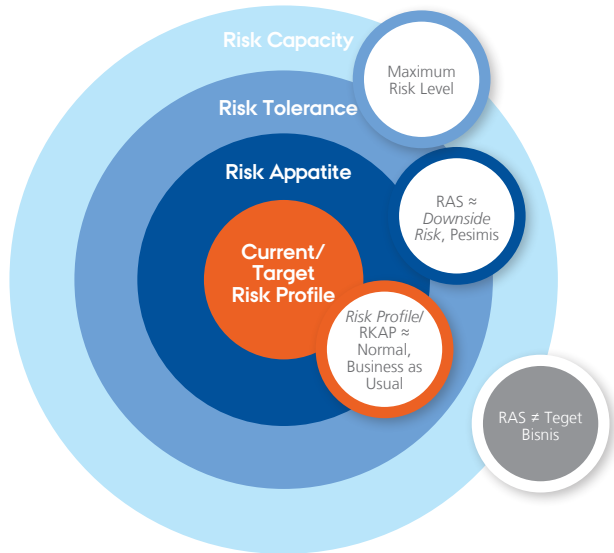 Risk Capacity
Maximum
Risk Level
Risk Tolerance
Risk Appatite
RAS ≈
Downside
Risk, Pesimis
Current/
Target
Risk Profile
Risk Profile/
RKAP ≈
Normal,
Business as
Usual
RAS ≠ Teget
Bisnis